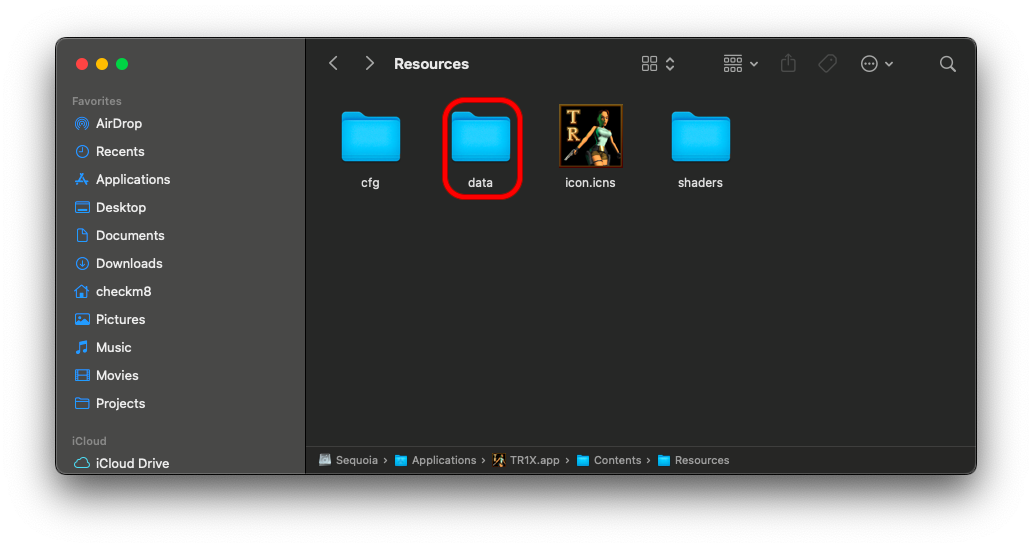 Resources
Favorites
AirDrop
Recents
Applications
Desktop
Documents
Downloads
checkm8
Pictures
Music
Movies
Projects
iCloud
iCloud Drive
TR
cfg
data
icon.icns
shaders
Sequoia › Applications › TR1X.app › Contents › Resources